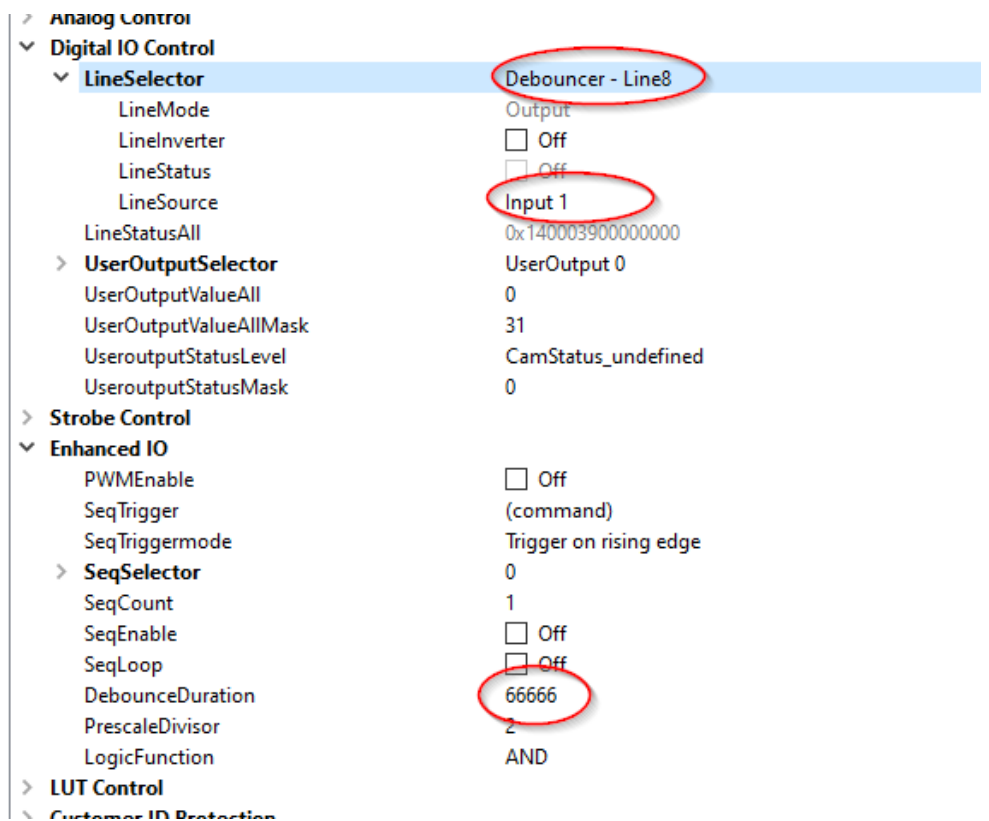 Analog Control
Digital IO Control
LineSelector Debouncer - Line8
LineMode Output
LineInverter Off
LineStatus Off
LineSource Input 1
LineStatusAll 0x140003900000000
UserOutputSelector UserOutput 0
UserOutputValueAll 0
UserOutputValueAllMask 31
UseroutputStatusLevel CamStatus_undefined
UseroutputStatusMask 0
Strobe Control
Enhanced IO
PWMEnable Off
SeqTrigger (command)
SeqTriggermode Trigger on rising edge
SeqSelector 0
SeqCount 1
SeqEnable Off
SeqLoop Off
DebounceDuration 66666
PrescaleDivisor 2
LogicFunction AND
LUT Control
Customer ID Protection